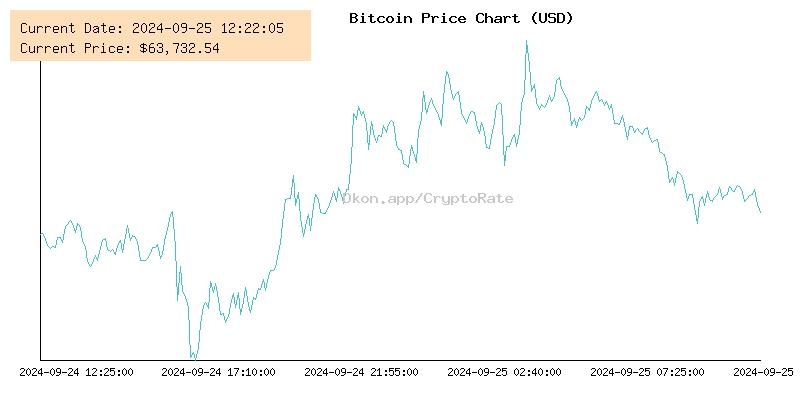 Bitcoin Price Chart (USD)
Current Date: 2024-09-25 12:22:05
Current Price: $63,732.54
Okon.app/CryptoRate
2024-09-24 12:25:00
2024-09-24 17:10:00
2024-09-24 21:55:00
2024-09-25 02:40:00
2024-09-25 07:25:00
2024-09-25